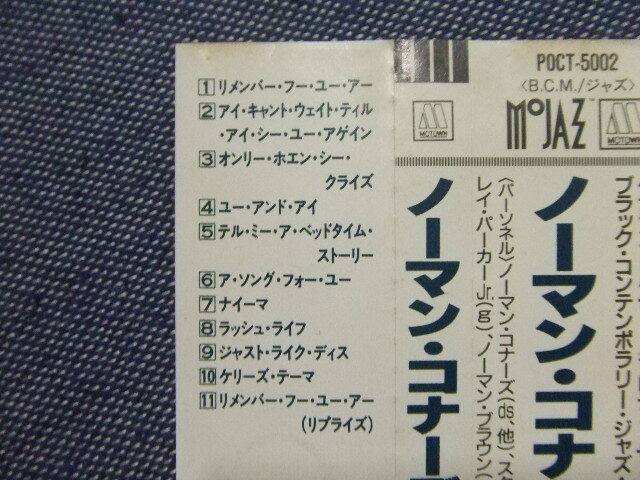 1 リメンバー・フー・ユー・アー
2 アイ・キャント・ウェイト・ティル
・アイ・シー・ユー・アゲイン
3 オンリー・ホエン・シー・
クライズ
4 ユー・アンド・アイ
5 テル・ミー・ア・ベッドタイム・
ストーリー
6 ア・ソング・フォー・ユー
7 ナイーマ
8 ラッシュ・ライフ
9 ジャスト・ライク・ディス
10 ケリーズ・テーマ
11 リメンバー・フー・ユー・アー
(リプライズ)
POCT-5002
〈B.C.M./ジャズ〉
MOTOWN
MoJAZ™
MOTOWN
ブラック・コンテンポラリー・ジャズ・
ノーマン・コナ
〈パーソネル〉ノーマン・コナーズ(ds、他)、ス
レイ・パーカーJr.(g)、ノーマン・ブラウン(
ノーマン・コナー